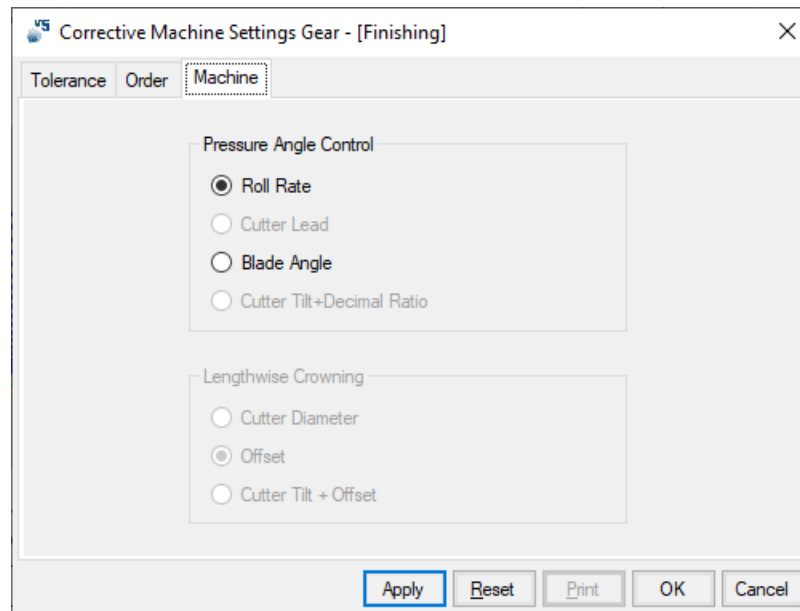 V5 Corrective Machine Settings Gear - [Finishing]
Tolerance Order Machine
Pressure Angle Control
Roll Rate
Cutter Lead
Blade Angle
Cutter Tilt+Decimal Ratio
Lengthwise Crowning
Cutter Diameter
Offset
Cutter Tilt + Offset
Apply Reset Print OK Cancel